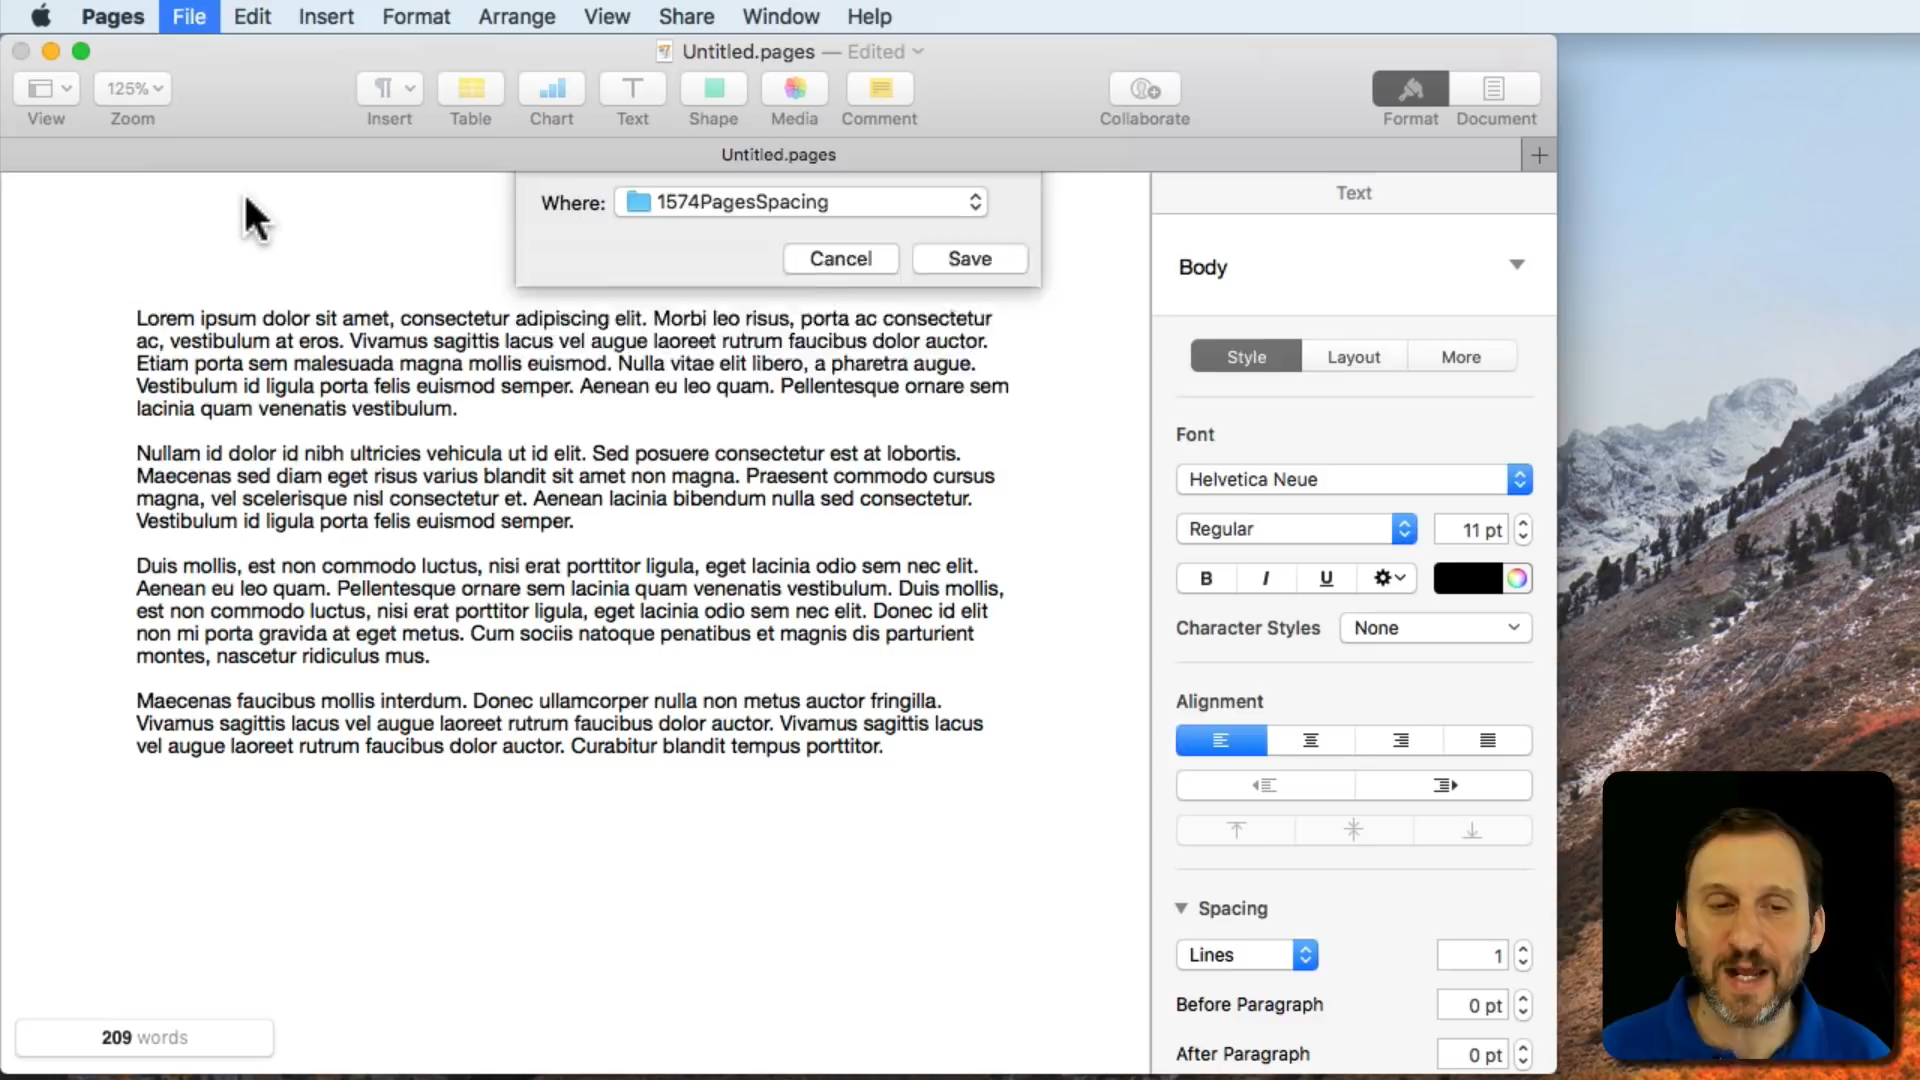 Pages File Edit Insert Format Arrange View Share Window Help
Untitled.pages — Edited
125%
View Zoom Insert Table Chart Text Shape Media Comment Collaborate Format Document
Untitled.pages
Where: 1574PagesSpacing
Cancel Save
Lorem ipsum dolor sit amet, consectetur adipiscing elit. Morbi leo risus, porta ac consectetur
ac, vestibulum at eros. Vivamus sagittis lacus vel augue laoreet rutrum faucibus dolor auctor.
Etiam porta sem malesuada magna mollis euismod. Nulla vitae elit libero, a pharetra augue.
Vestibulum id ligula porta felis euismod semper. Aenean eu leo quam. Pellentesque ornare sem
lacinia quam venenatis vestibulum.
Nullam id dolor id nibh ultricies vehicula ut id elit. Sed posuere consectetur est at lobortis.
Maecenas sed diam eget risus varius blandit sit amet non magna. Praesent commodo cursus
magna, vel scelerisque nisl consectetur et. Aenean lacinia bibendum nulla sed consectetur.
Vestibulum id ligula porta felis euismod semper.
Duis mollis, est non commodo luctus, nisi erat porttitor ligula, eget lacinia odio sem nec elit.
Aenean eu leo quam. Pellentesque ornare sem lacinia quam venenatis vestibulum. Duis mollis,
est non commodo luctus, nisi erat porttitor ligula, eget lacinia odio sem nec elit. Donec id elit
non mi porta gravida at eget metus. Cum sociis natoque penatibus et magnis dis parturient
montes, nascetur ridiculus mus.
Maecenas faucibus mollis interdum. Donec ullamcorper nulla non metus auctor fringilla.
Vivamus sagittis lacus vel augue laoreet rutrum faucibus dolor auctor. Vivamus sagittis lacus
vel augue laoreet rutrum faucibus dolor auctor. Curabitur blandit tempus porttitor.
209 words
Text
Body
Style Layout More
Font
Helvetica Neue
Regular 11 pt
B I U
Character Styles None
Alignment
Spacing
Lines 1
Before Paragraph 0 pt
After Paragraph 0 pt